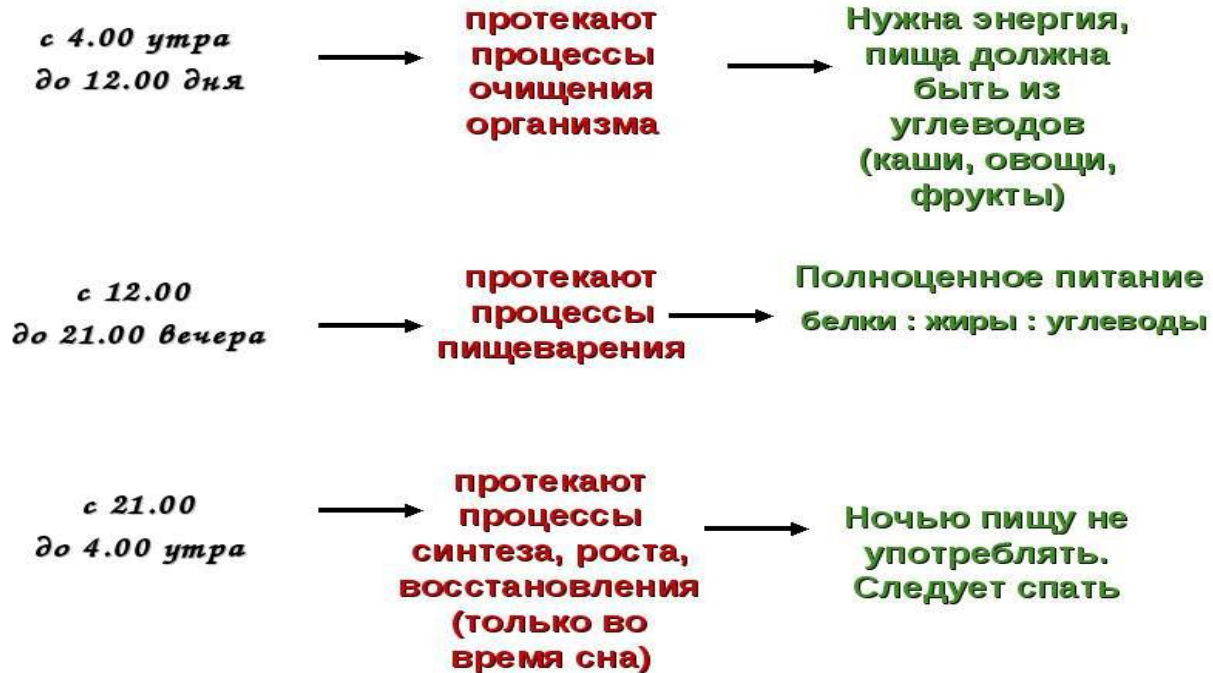 с 4.00 утра
до 12.00 дня
протекают
процессы
очищения
организма
Нужна энергия,
пища должна
быть из
углеводов
(каши, овощи,
фрукты)
с 12.00
до 21.00 вечера
протекают
процессы
пищеварения
Полноценное питание
белки : жиры : углеводы
с 21.00
до 4.00 утра
протекают
процессы
синтеза, роста,
восстановления
(только во
время сна)
Ночью пищу не
употреблять.
Следует спать